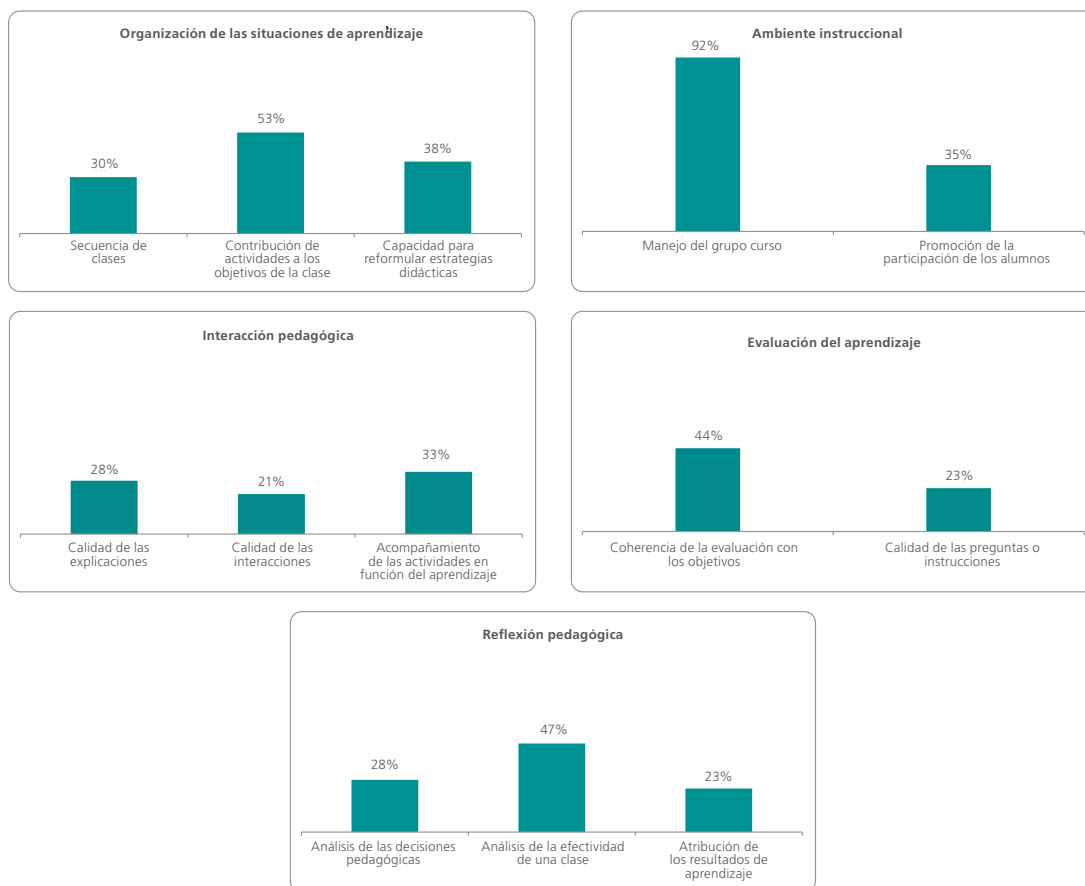 Organización de las situaciones de aprendizaje
30%
53%
38%
Secuencia de
clases
Contribución de
actividades a los
objetivos de la clase
Capacidad para
reformular estrategias
didácticas
Ambiente instruccional
92%
35%
Manejo del grupo curso
Promoción de la
participación de los alumnos
Interacción pedagógica
28%
21%
33%
Calidad de las
explicaciones
Calidad de las
interacciones
Acompañamiento
de las actividades en
función del aprendizaje
Evaluación del aprendizaje
44%
23%
Coherencia de la evaluación con
los objetivos
Calidad de las preguntas o
instrucciones
Reflexión pedagógica
28%
47%
23%
Análisis de las decisiones
pedagógicas
Análisis de la efectividad
de una clase
Atribución de
los resultados de
aprendizaje